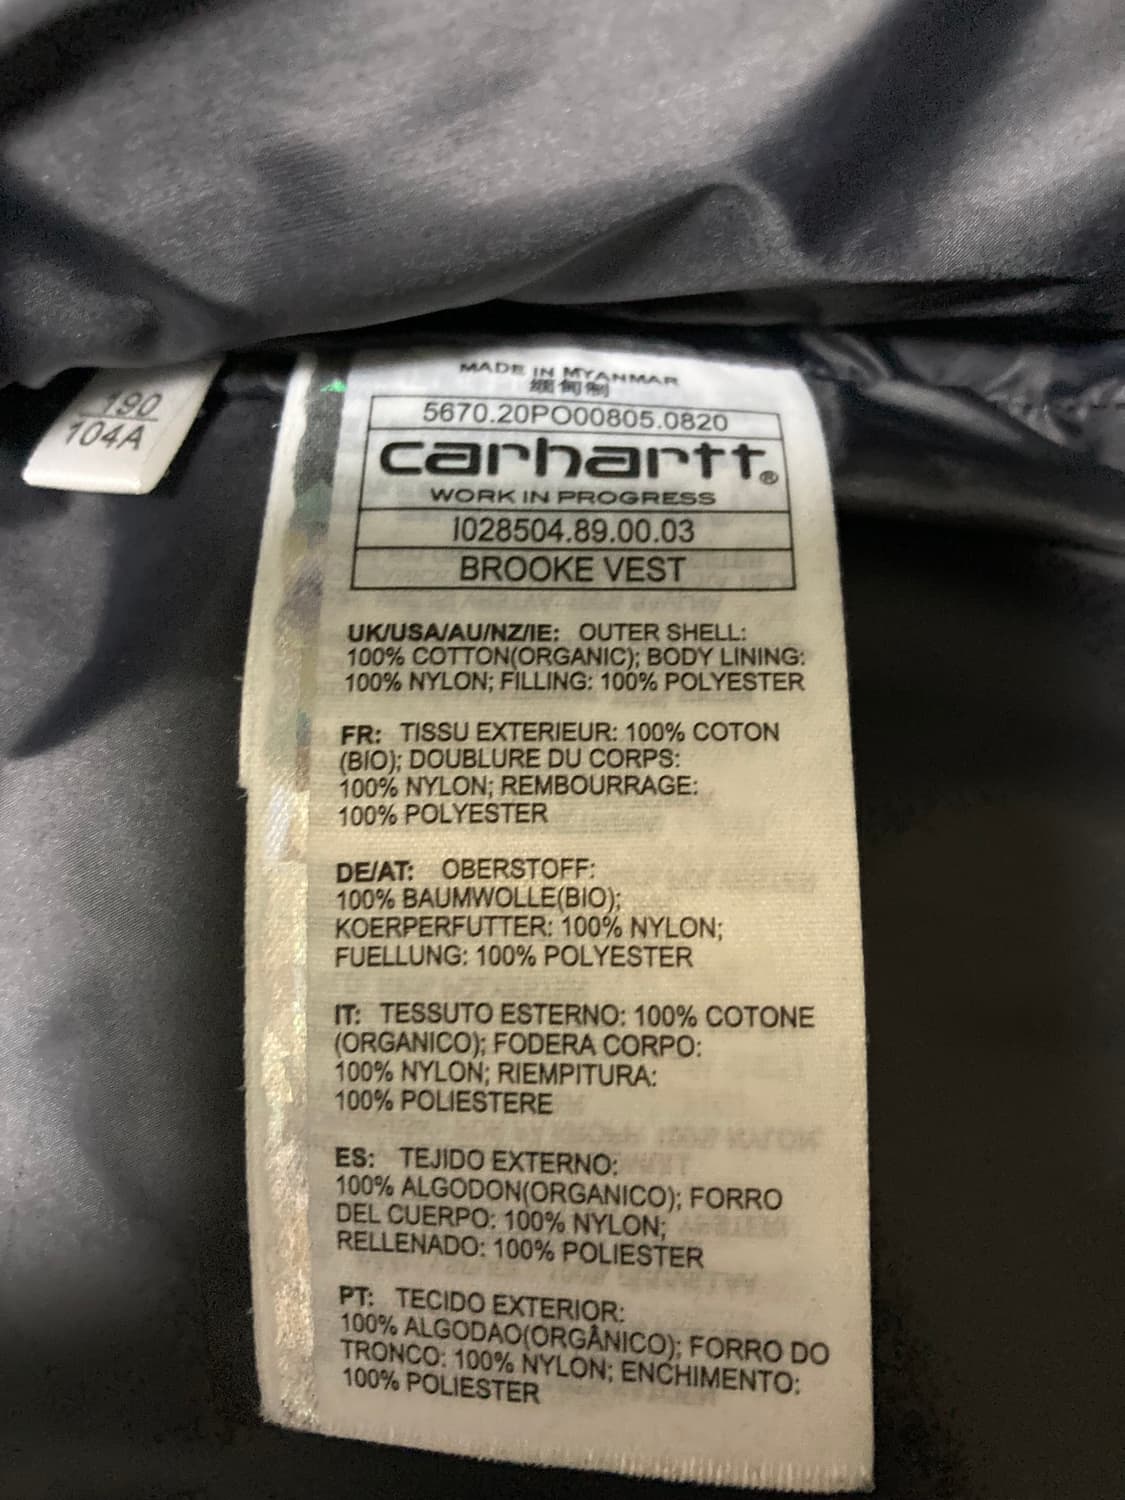 190
104A
MADE IN MYANMAR
缅甸制
5670.20PO00805.0820
carhartt®
WORK IN PROGRESS
I028504.89.00.03
BROOKE VEST
UK/USA/AU/NZ/IE: OUTER SHELL:
100% COTTON(ORGANIC); BODY LINING:
100% NYLON; FILLING: 100% POLYESTER
FR: TISSU EXTERIEUR: 100% COTON
(BIO); DOUBLURE DU CORPS:
100% NYLON; REMBOURRAGE:
100% POLYESTER
DE/AT: OBERSTOFF:
100% BAUMWOLLE(BIO);
KOERPERFUTTER: 100% NYLON;
FUELLUNG: 100% POLYESTER
IT: TESSUTO ESTERNO: 100% COTONE
(ORGANICO); FODERA CORPO:
100% NYLON; RIEMPITURA:
100% POLIESTERE
ES: TEJIDO EXTERNO:
100% ALGODON(ORGANICO); FORRO
DEL CUERPO: 100% NYLON;
RELLENADO: 100% POLIESTER
PT: TECIDO EXTERIOR:
100% ALGODAO(ORGÂNICO); FORRO DO
TRONCO: 100% NYLON; ENCHIMENTO:
100% POLIESTER